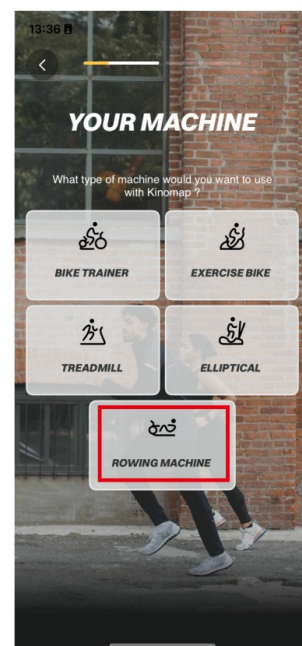 13:36
YOUR MACHINE
What type of machine would you want to use
with Kinomap ?
BIKE TRAINER
EXERCISE BIKE
TREADMILL
ELLIPTICAL
ROWING MACHINE